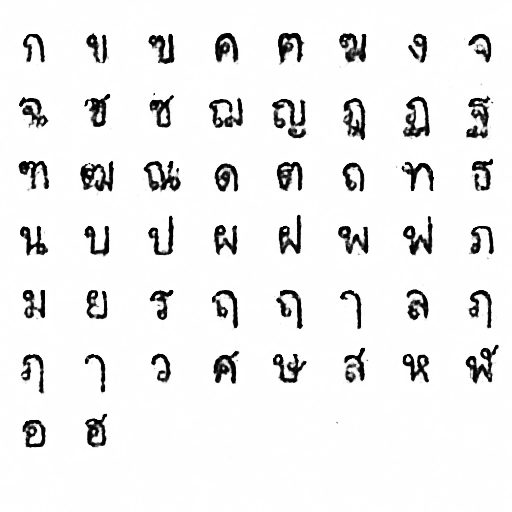 ก ข ฃ ค ฅ ฆ ง จ
ฉ ช ซ ฌ ญ ฎ ฏ ฐ
ฑ ฒ ณ ด ต ถ ท ธ
น บ ป ผ ฝ พ ฟ ภ
ม ย ร ฤ ฤ ๅ ล ฦ
ฦ ๅ ว ศ ษ ส ห ฬ
อ ฮ